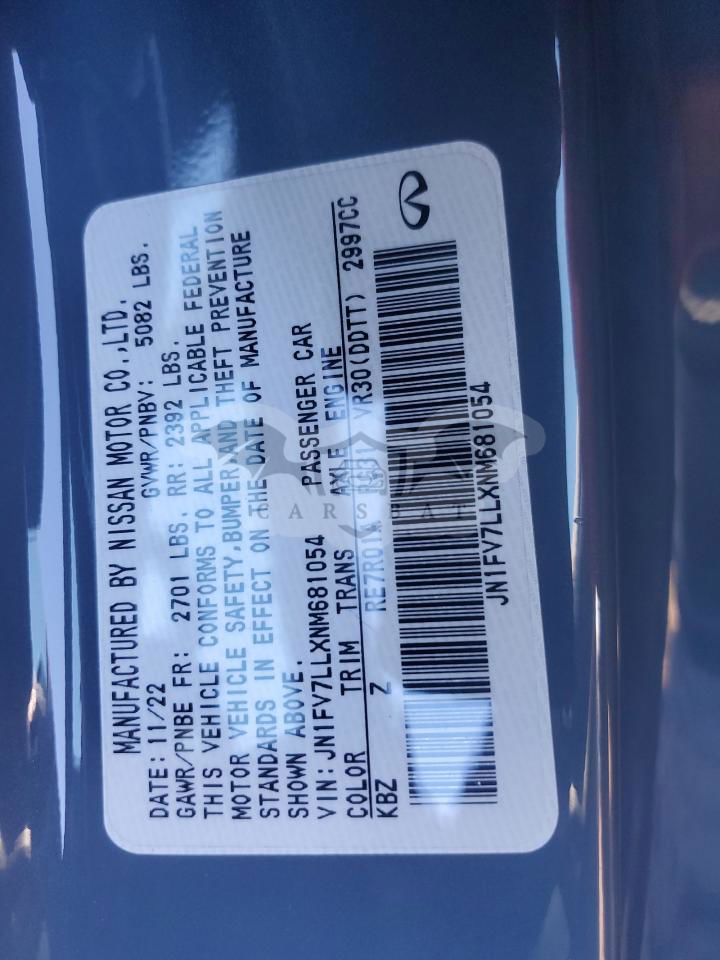 MANUFACTURED BY NISSAN MOTOR CO.,LTD.
DATE: 11/22 GVWR/PNBV: 5082 LBS.
GAWR/PNBE FR: 2701 LBS. RR: 2392 LBS.
THIS VEHICLE CONFORMS TO ALL APPLICABLE FEDERAL
MOTOR VEHICLE SAFETY,BUMPER AND THEFT PREVENTION
STANDARDS IN EFFECT ON THE DATE OF MANUFACTURE
SHOWN ABOVE.
VIN: JN1FV7LLXNM681054 PASSENGER CAR
COLOR TRIM TRANS AXLE ENGINE
KBZ Z VR30(DDTT) 2997CC
JN1FV7LLXNM681054
CARSBAT